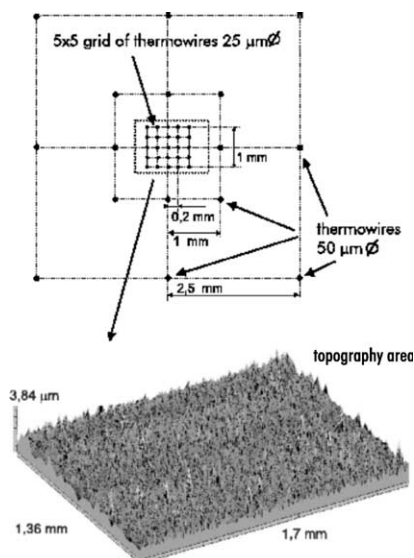 5x5 grid of thermowires 25 µmØ
1 mm
0,2 mm
1 mm
thermowires
50 µmØ
2,5 mm
topography area
3,84 µm
1,36 mm
1,7 mm